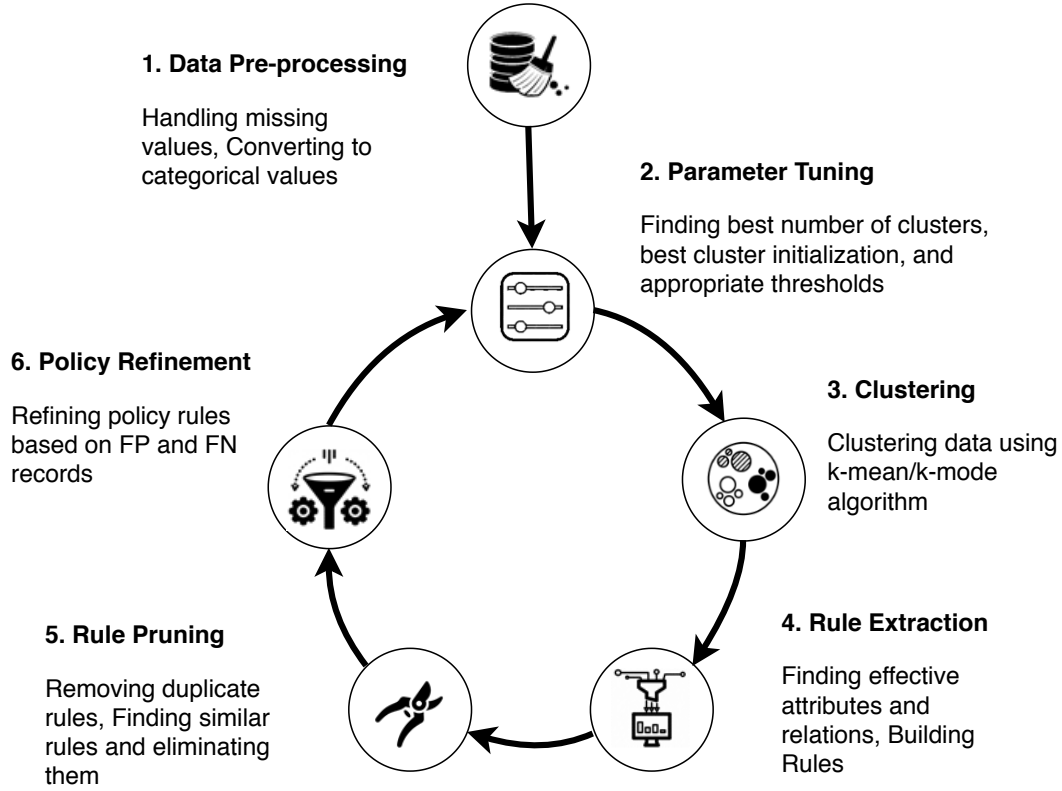 1. Data Pre-processing
Handling missing
values, Converting to
categorical values
2. Parameter Tuning
Finding best number of clusters,
best cluster initialization, and
appropriate thresholds
3. Clustering
Clustering data using
k-mean/k-mode
algorithm
4. Rule Extraction
Finding effective
attributes and
relations, Building
Rules
5. Rule Pruning
Removing duplicate
rules, Finding similar
rules and eliminating
them
6. Policy Refinement
Refining policy rules
based on FP and FN
records